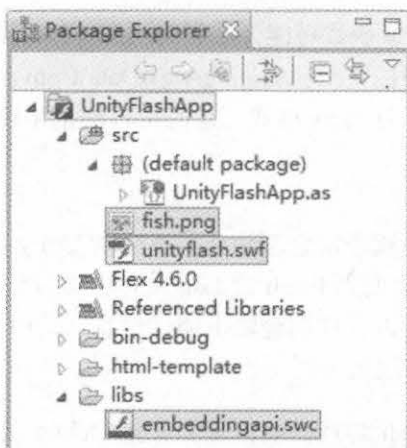 Package Explorer
UnityFlashApp
src
(default package)
UnityFlashApp.as
fish.png
unityflash.swf
Flex 4.6.0
Referenced Libraries
bin-debug
html-template
libs
embeddingapi.swc